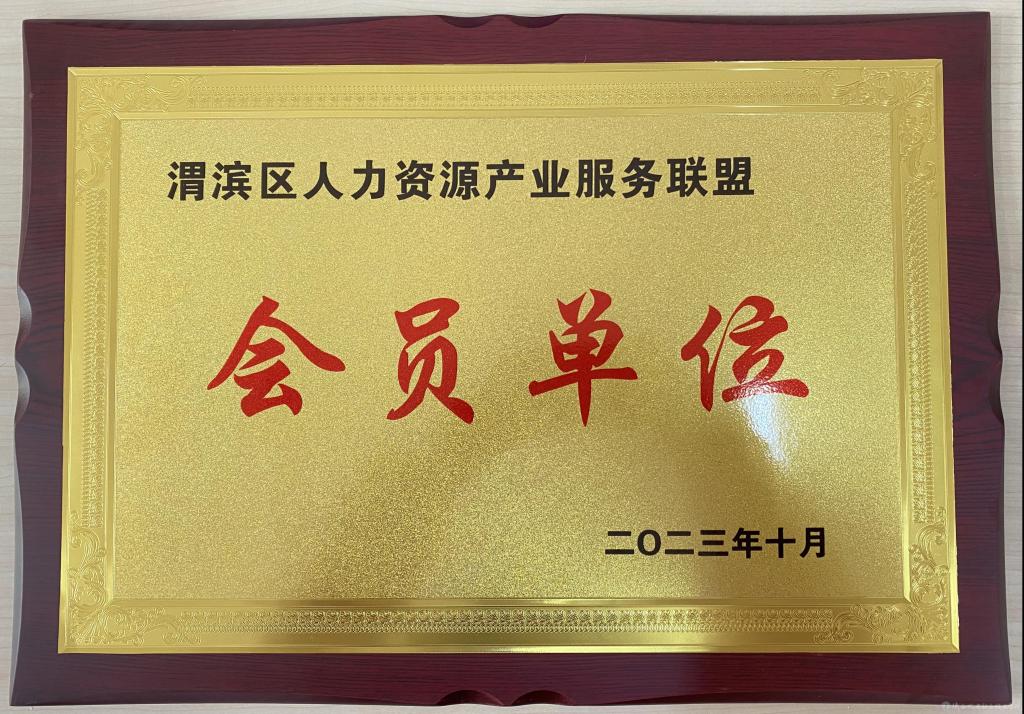 渭滨区人力资源产业服务联盟
会员单位
二〇二三年十月